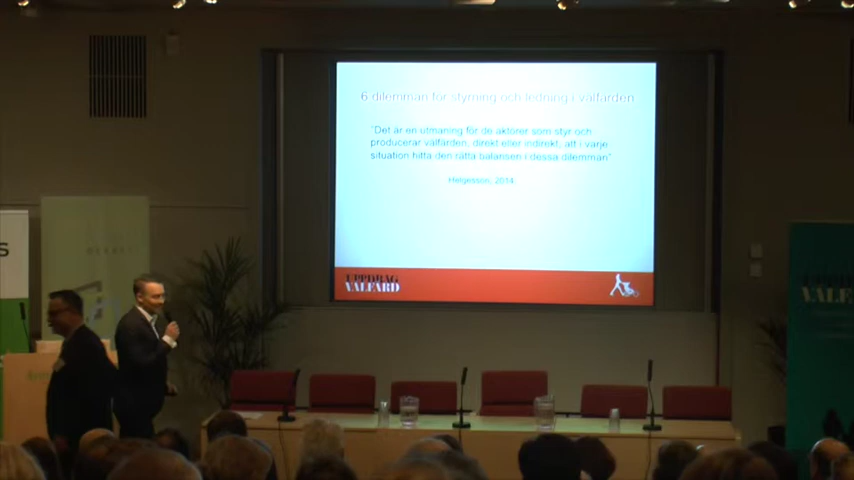 6 dilemman för styrning och ledning i välfärden
"Det är en utmaning för de aktörer som styr och
producerar välfärden, direkt eller indirekt, att i varje
situation hitta den rätta balansen i dessa dilemman"
Helgesson, 2014
UPPDRAG
VÄLFÄRD
S